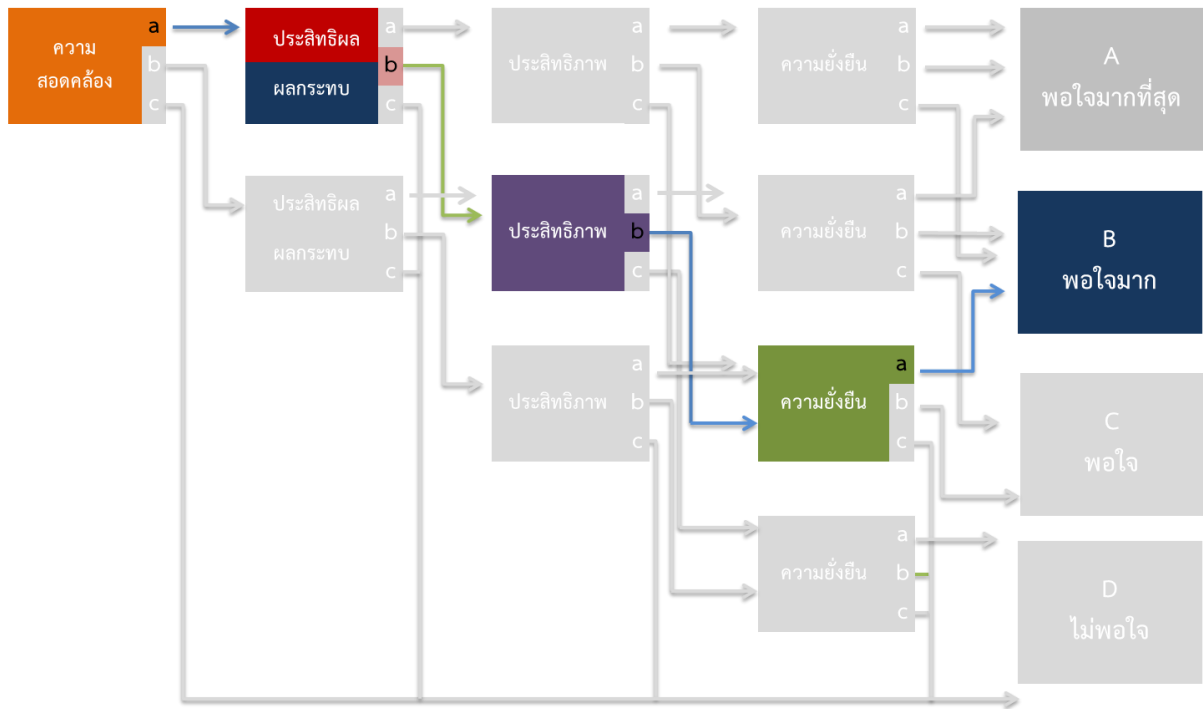 ความ
สอดคล้อง
a
b
c
ประสิทธิผล
ผลกระทบ
a
b
c
ประสิทธิภาพ
a
b
c
ความยั่งยืน
a
b
c
A
พอใจมากที่สุด
ประสิทธิผล
ผลกระทบ
a
b
c
ประสิทธิภาพ
a
b
c
ความยั่งยืน
a
b
c
B
พอใจมาก
ประสิทธิภาพ
a
b
c
ความยั่งยืน
a
b
c
C
พอใจ
ความยั่งยืน
a
b
c
D
ไม่พอใจ